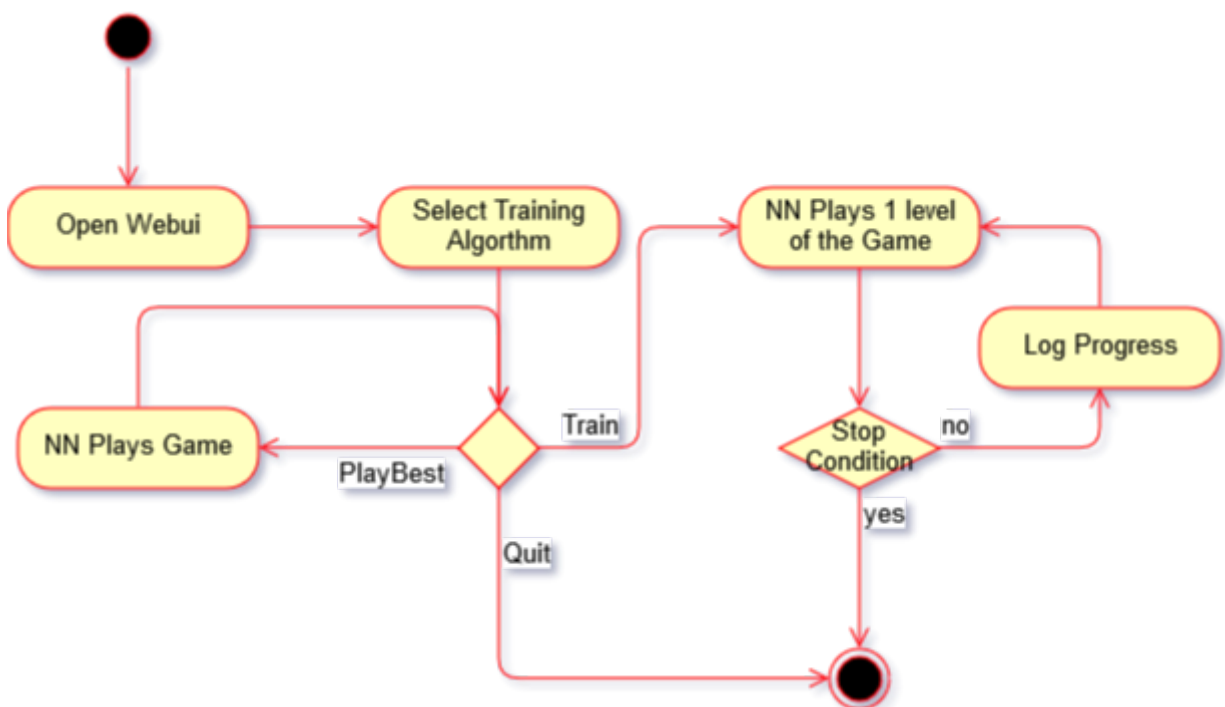 Open Webui
Select Training
Algorthm
NN Plays 1 level
of the Game
Log Progress
NN Plays Game
PlayBest
Train
Quit
Stop
Condition
no
yes